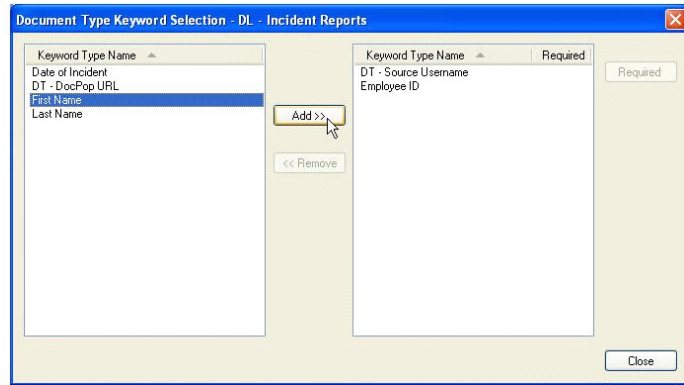 Document Type Keyword Selection - DL - Incident Reports
Keyword Type Name
Date of Incident
DT - DocPop URL
First Name
Last Name
Add >>
<< Remove
Keyword Type Name Required
DT - Source Username
Employee ID
Required
Close